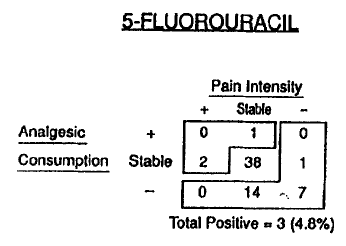 5-FLUOROURACIL
Pain Intensity
+ Stable −
Analgesic + 0 1 0
Consumption Stable 2 38 1
− 0 14 7
Total Positive = 3 (4.8%)